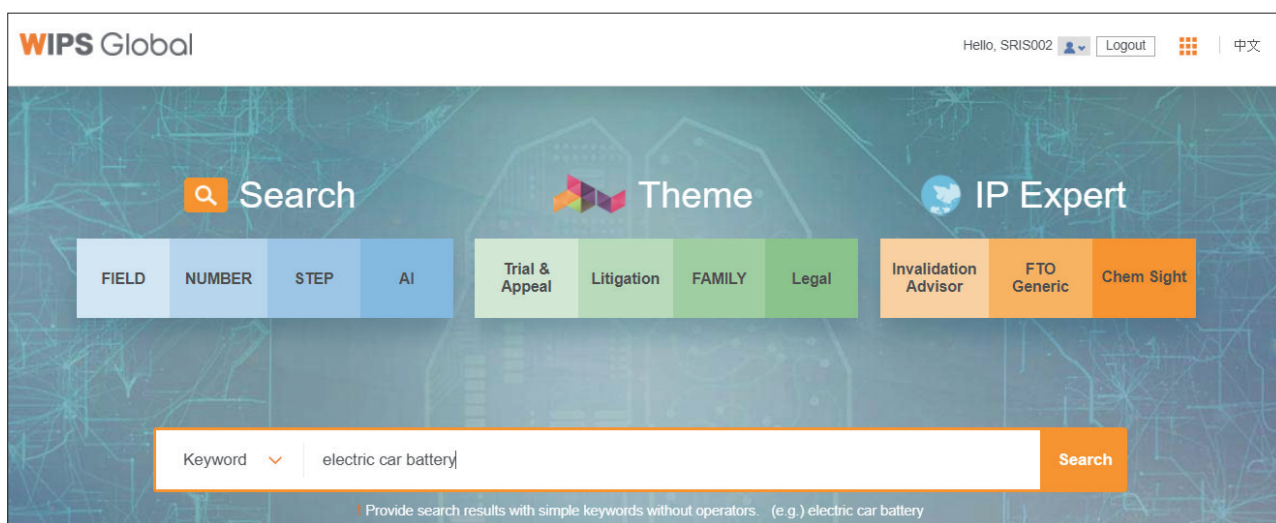 WIPS Global
Hello, SRIS002
Logout
中文
Search
Theme
IP Expert
FIELD
NUMBER
STEP
AI
Trial &
Appeal
Litigation
FAMILY
Legal
Invalidation
Advisor
FTO
Generic
Chem Sight
Keyword
electric car battery
Search
* Provide search results with simple keywords without operators. (e.g.) electric car battery